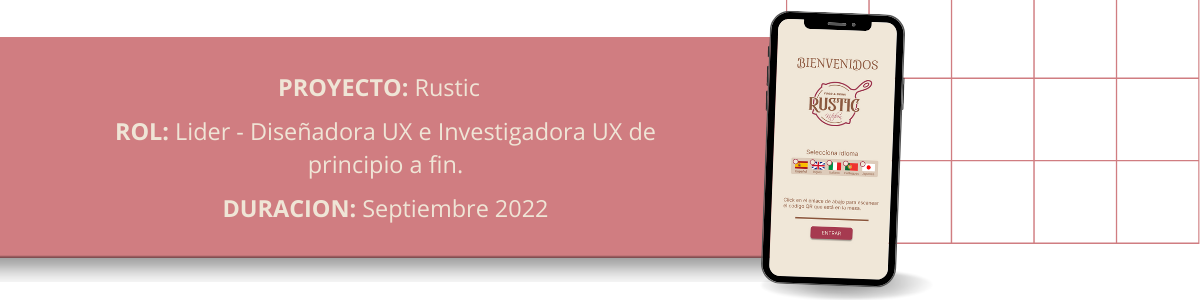 PROYECTO: Rustic
ROL: Lider - Diseñadora UX e Investigadora UX de
principio a fin.
DURACION: Septiembre 2022
BIENVENIDOS
RUSTIC
Selecciona idioma
Click en el enlace de abajo para escanear
el codigo QR que está en tu mesa.
ENTRAR